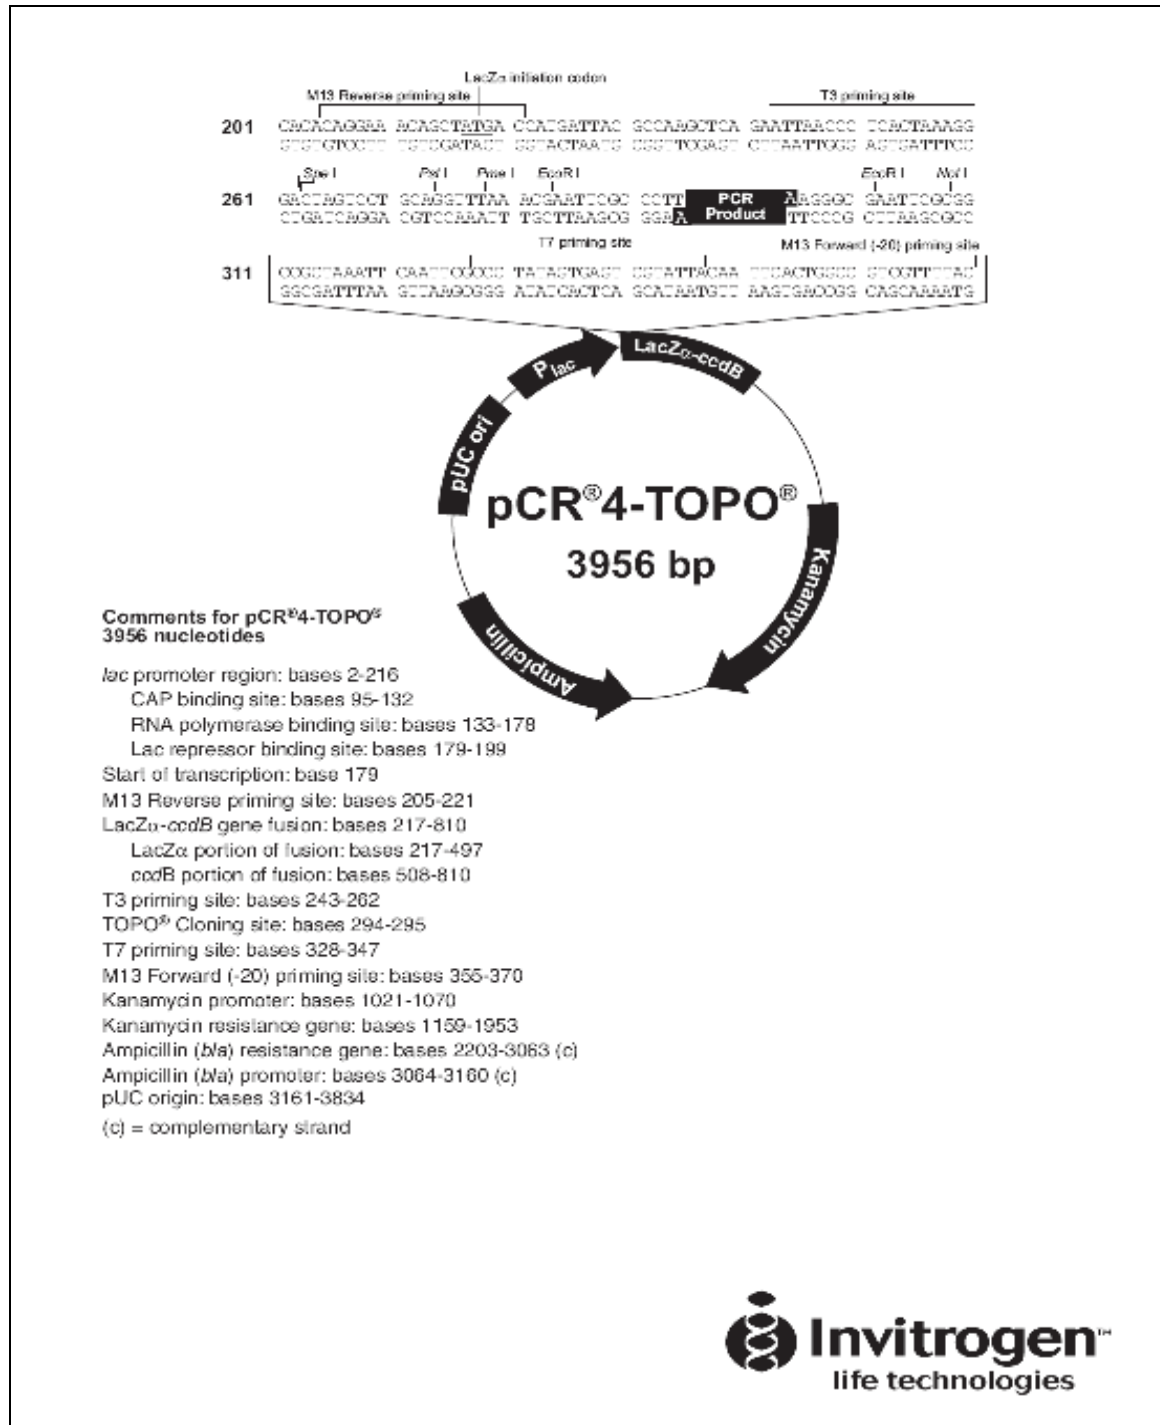 LacZα initiation codon
M13 Reverse priming site
T3 priming site
201 CACACAGGAA ACAGCTATGA CCATGATTAC GCCAAGCTCA GAATTAACCC TCACTAAAGG
GTGTGTCCTT TGTCGATACT GGTACTAATG CGGTTCGAGT CTTAATTGGG AGTGATTTCC
Spe I Pst I Pme I EcoR I EcoR I Not I
261 GACTAGTCCT GCAGGTTTAA ACGAATTCGC CCTT PCR Product AAGGGC GAATTCGCGG
CTGATCAGGA CGTCCAAATT TGCTTAAGCG GGAA TTCCCG CTTAAGCGCC
T7 priming site M13 Forward (-20) priming site
311 CCGCTAAATT CAATTCGCCC TATAGTGAGT CGTATTACAA TTCACTGGCC GTCGTTTTAC
GGCGATTTAA GTTAAGCGGG ATATCACTCA GCATAATGTT AAGTGACCGG CAGCAAAATG
Plac
LacZα-ccdB
pUC ori
pCR®4-TOPO®
3956 bp
Kanamycin
Ampicillin
Comments for pCR®4-TOPO®
3956 nucleotides
lac promoter region: bases 2-216
CAP binding site: bases 95-132
RNA polymerase binding site: bases 133-178
Lac repressor binding site: bases 179-199
Start of transcription: base 179
M13 Reverse priming site: bases 205-221
LacZα-ccdB gene fusion: bases 217-810
LacZα portion of fusion: bases 217-497
ccdB portion of fusion: bases 508-810
T3 priming site: bases 243-262
TOPO® Cloning site: bases 294-295
T7 priming site: bases 328-347
M13 Forward (-20) priming site: bases 355-370
Kanamycin promoter: bases 1021-1070
Kanamycin resistance gene: bases 1159-1953
Ampicillin (bla) resistance gene: bases 2203-3063 (c)
Ampicillin (bla) promoter: bases 3064-3160 (c)
pUC origin: bases 3161-3834
(c) = complementary strand
Invitrogen™
life technologies